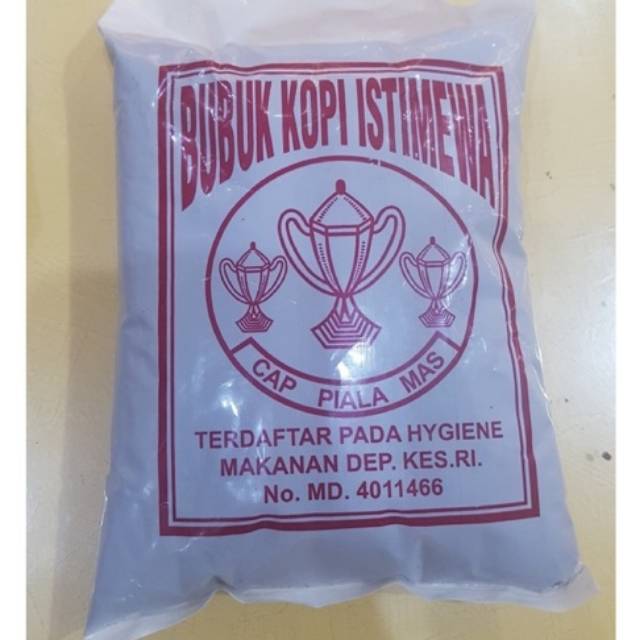 BUBUK KOPI ISTIMEWA
CAP PIALA MAS
TERDAFTAR PADA HYGIENE
MAKANAN DEP. KES.RI.
No. MD. 4011466